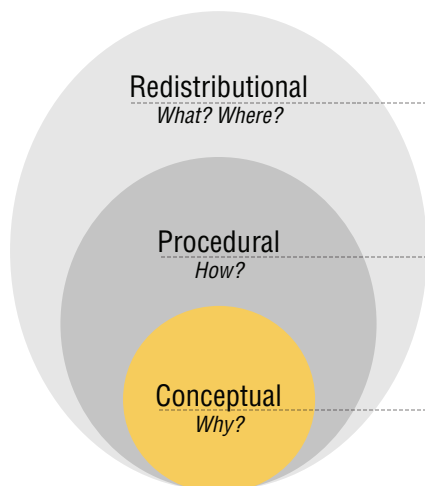 Redistributional
What? Where?
Procedural
How?
Conceptual
Why?